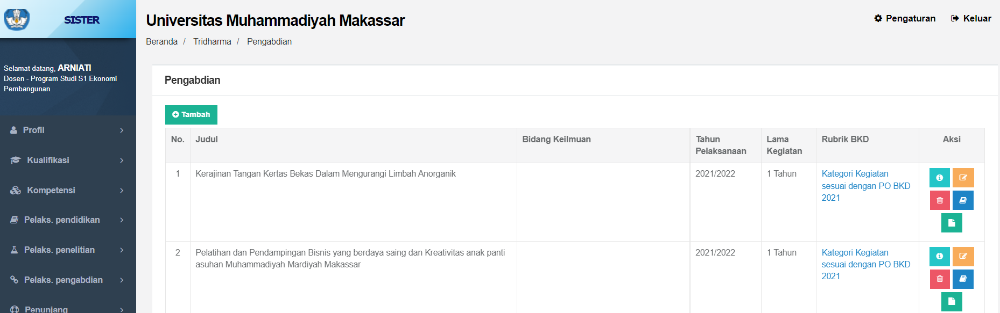 SISTER
Universitas Muhammadiyah Makassar
Pengaturan
Keluar
Beranda / Tridharma / Pengabdian
Selamat datang, ARNIATI
Dosen - Program Studi S1 Ekonomi
Pembangunan
Profil
Kualifikasi
Kompetensi
Pelaks. pendidikan
Pelaks. penelitian
Pelaks. pengabdian
Penunjang
Pengabdian
Tambah
No. Judul Bidang Keilmuan Tahun Pelaksanaan Lama Kegiatan Rubrik BKD Aksi
1 Kerajinan Tangan Kertas Bekas Dalam Mengurangi Limbah Anorganik 2021/2022 1 Tahun Kategori Kegiatan
sesuai dengan PO BKD
2021
2 Pelatihan dan Pendampingan Bisnis yang berdaya saing dan Kreativitas anak panti 2021/2022 1 Tahun Kategori Kegiatan
asuhan Muhammadiyah Mardiyah Makassar sesuai dengan PO BKD
2021